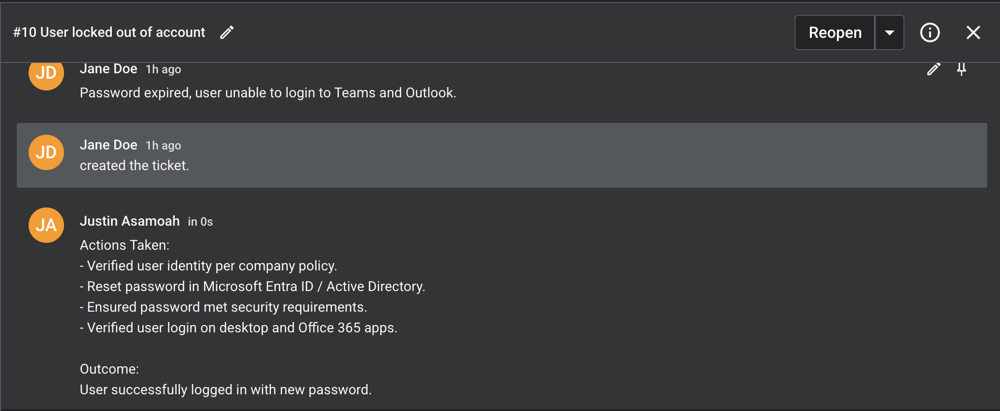 #10 User locked out of account
Reopen
JD
Jane Doe 1h ago
Password expired, user unable to login to Teams and Outlook.
JD
Jane Doe 1h ago
created the ticket.
JA
Justin Asamoah in 0s
Actions Taken:
- Verified user identity per company policy.
- Reset password in Microsoft Entra ID / Active Directory.
- Ensured password met security requirements.
- Verified user login on desktop and Office 365 apps.
Outcome:
User successfully logged in with new password.